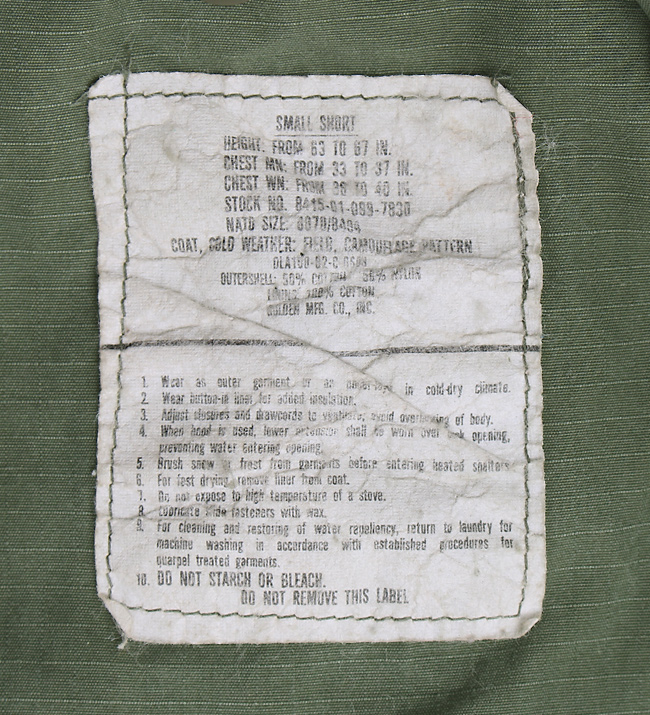 SMALL SHORT
HEIGHT: FROM 63 TO 67 IN.
CHEST MN: FROM 33 TO 37 IN.
CHEST WN: FROM 36 TO 40 IN.
STOCK NO. 8415-01-099-7830
NATO SIZE:
COAT, COLD WEATHER: FIELD, CAMOUFLAGE PATTERN
OUTERSHELL: 50% COTTON 50% NYLON
LINING: 100% COTTON
GOLDEN MFG. CO., INC.
1. Wear as outer garment or as under-layer in cold-dry climate.
2. Wear button-in liner for added insulation.
3. Adjust closures and drawcords to ventilate, avoid overheating of body.
4. When hood is used, lower extension shall be worn over neck opening,
preventing water entering opening.
5. Brush snow or frost from garments before entering heated shelters
6. For fast drying, remove liner from coat.
7. Do not expose to high temperature of a stove.
8. Lubricate slide fasteners with wax.
9. For cleaning and restoring of water repellency, return to laundry for
machine washing in accordance with established procedures for
quarpel treated garments.
10. DO NOT STARCH OR BLEACH.
DO NOT REMOVE THIS LABEL